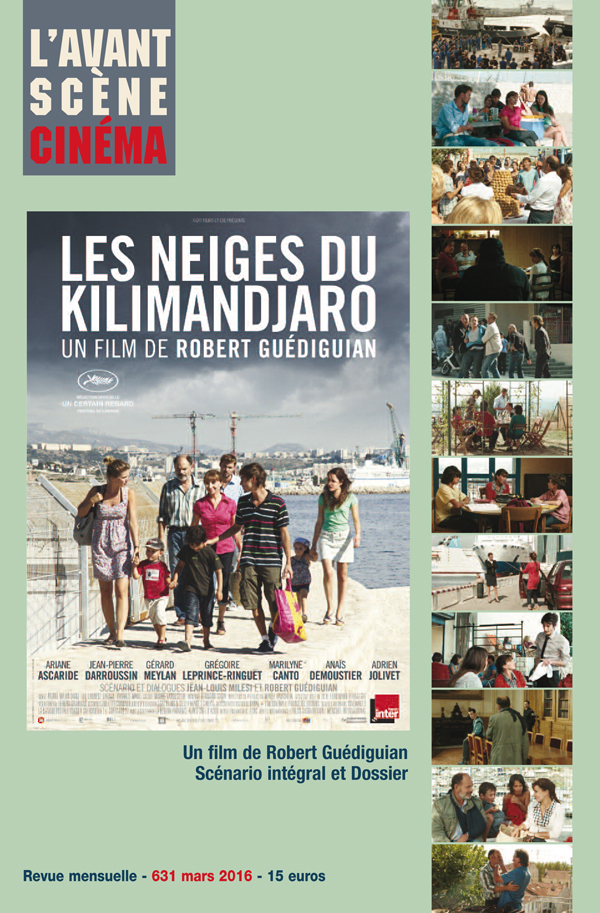 L'AVANT
SCÈNE
CINÉMA
LES NEIGES DU
KILIMANDJARO
UN FILM DE ROBERT GUÉDIGUIAN
UN CERTAIN REGARD
ARIANE ASCARIDE
JEAN-PIERRE DARROUSSIN
GÉRARD MEYLAN
GRÉGOIRE LEPRINCE-RINGUET
MARILYNE CANTO
ANAÏS DEMOUSTIER
ADRIEN JOLIVET
SCÉNARIO ET DIALOGUES JEAN-LOUIS MILESI ET ROBERT GUÉDIGUIAN
inter
Un film de Robert Guédiguian
Scénario intégral et Dossier
Revue mensuelle - 631 mars 2016 - 15 euros